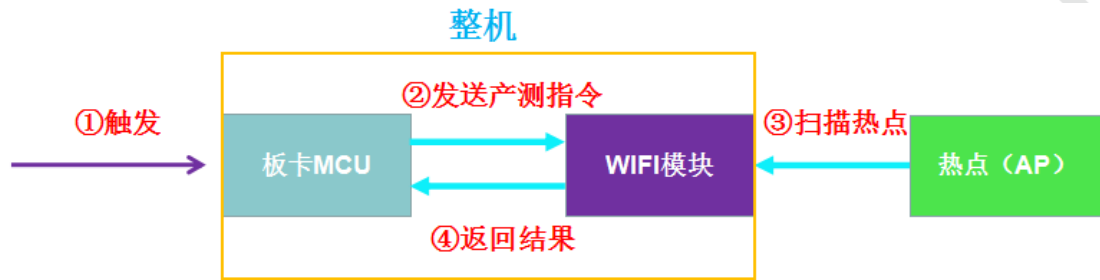 整机
②发送产测指令
①触发
③扫描热点
板卡MCU
WIFI模块
热点（AP）
④返回结果